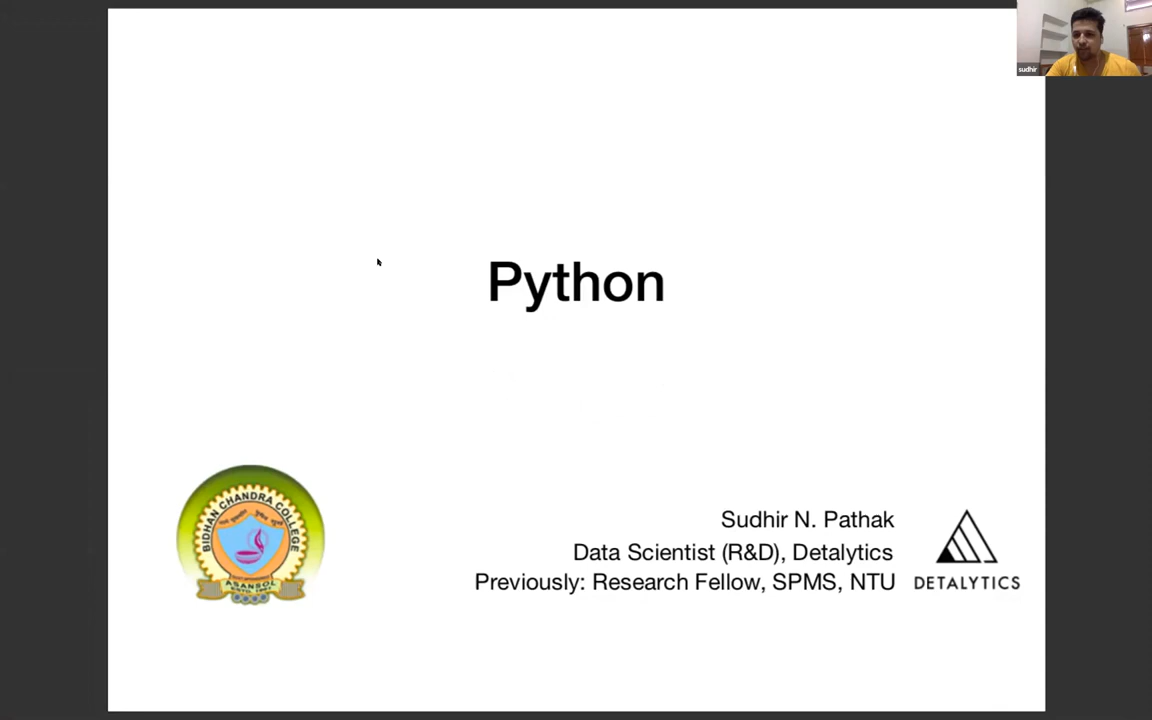 sudhir
Python
BIDHAN CHANDRA COLLEGE
ASANSOL
Sudhir N. Pathak
Data Scientist (R&D), Detalytics
Previously: Research Fellow, SPMS, NTU
DETALYTICS